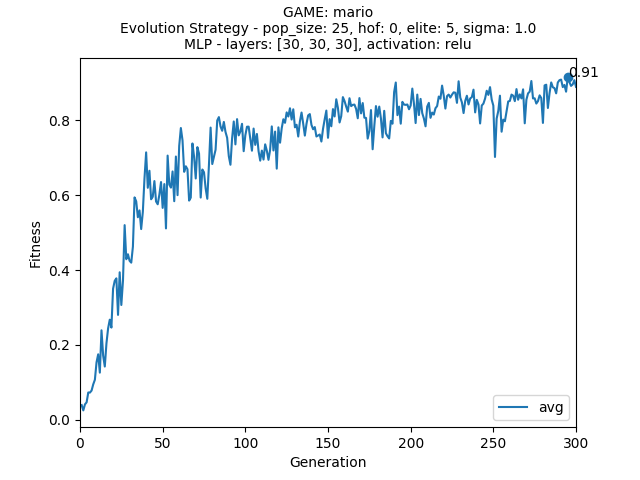 GAME: mario
Evolution Strategy - pop_size: 25, hof: 0, elite: 5, sigma: 1.0
MLP - layers: [30, 30, 30], activation: relu
0.91
0.8
0.6
0.4
0.2
0.0
Fitness
avg
0 50 100 150 200 250 300
Generation